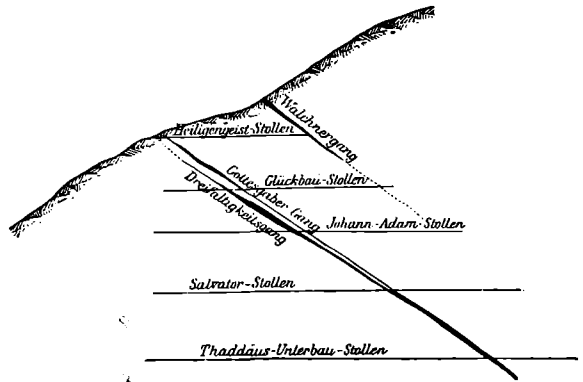 Walchnergang
Heiligengeist-Stollen
Glückbau-Stollen
Gottesgaber Gang
Dreifaltigkeitsgang
Johann-Adam-Stollen
Salvator-Stollen
Thaddäus-Unterbau-Stollen